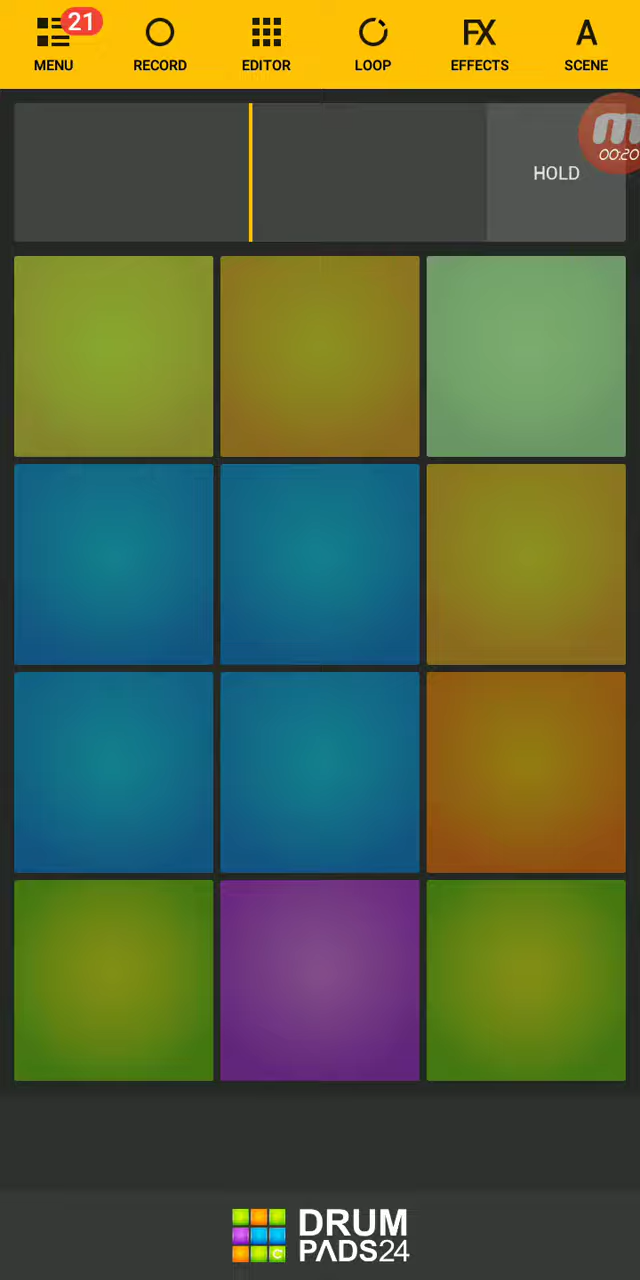 21
MENU
RECORD
EDITOR
LOOP
FX
EFFECTS
A
SCENE
HOLD
m
00:20
DRUM
PADS24
C